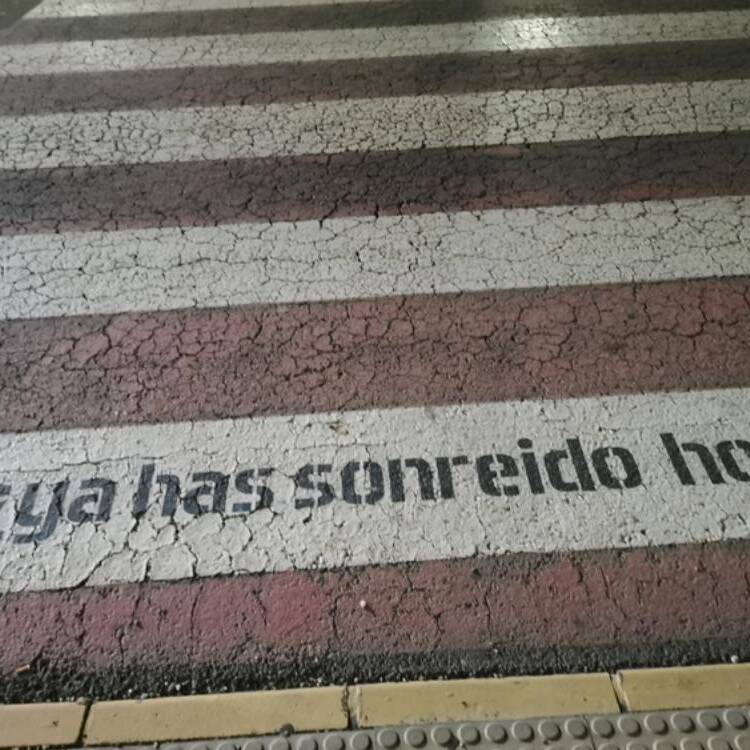 ya has sonreido ho